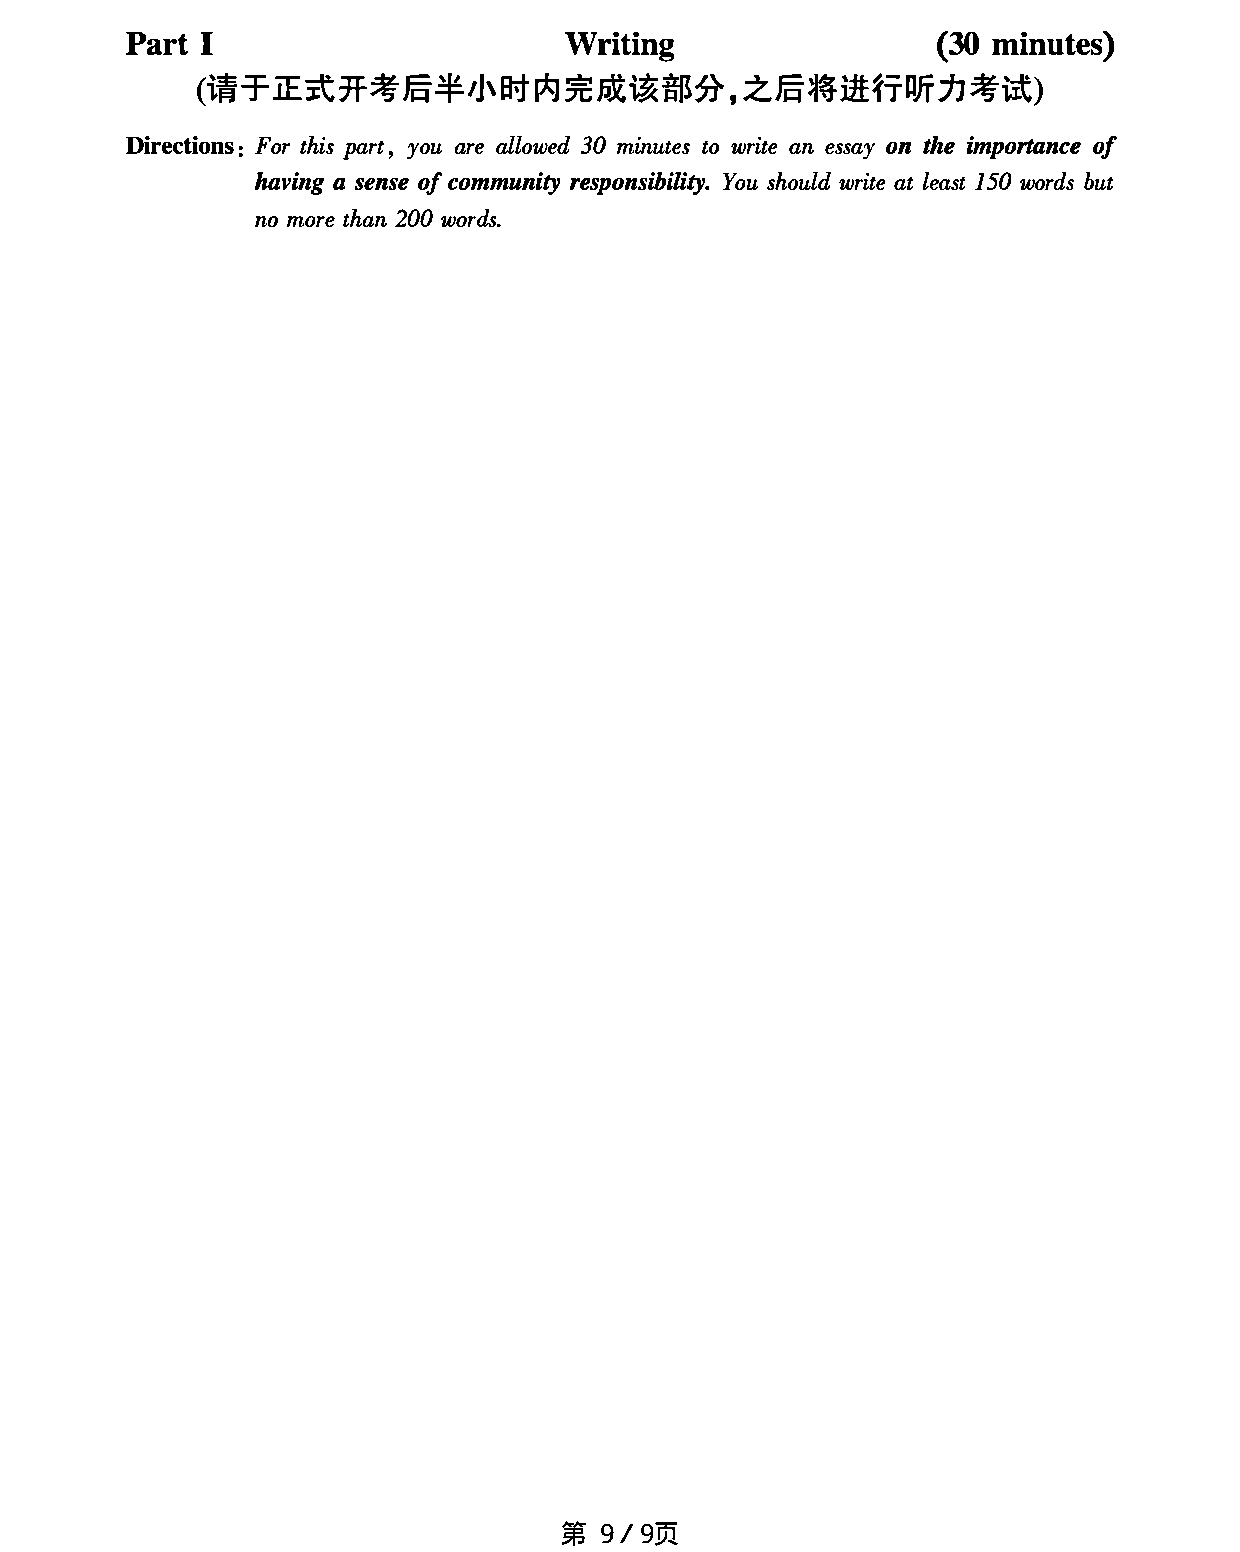 Part I Writing (30 minutes)
(请于正式开考后半小时内完成该部分,之后将进行听力考试)
Directions: For this part, you are allowed 30 minutes to write an essay on the importance of
having a sense of community responsibility. You should write at least 150 words but
no more than 200 words.
第 9 / 9页